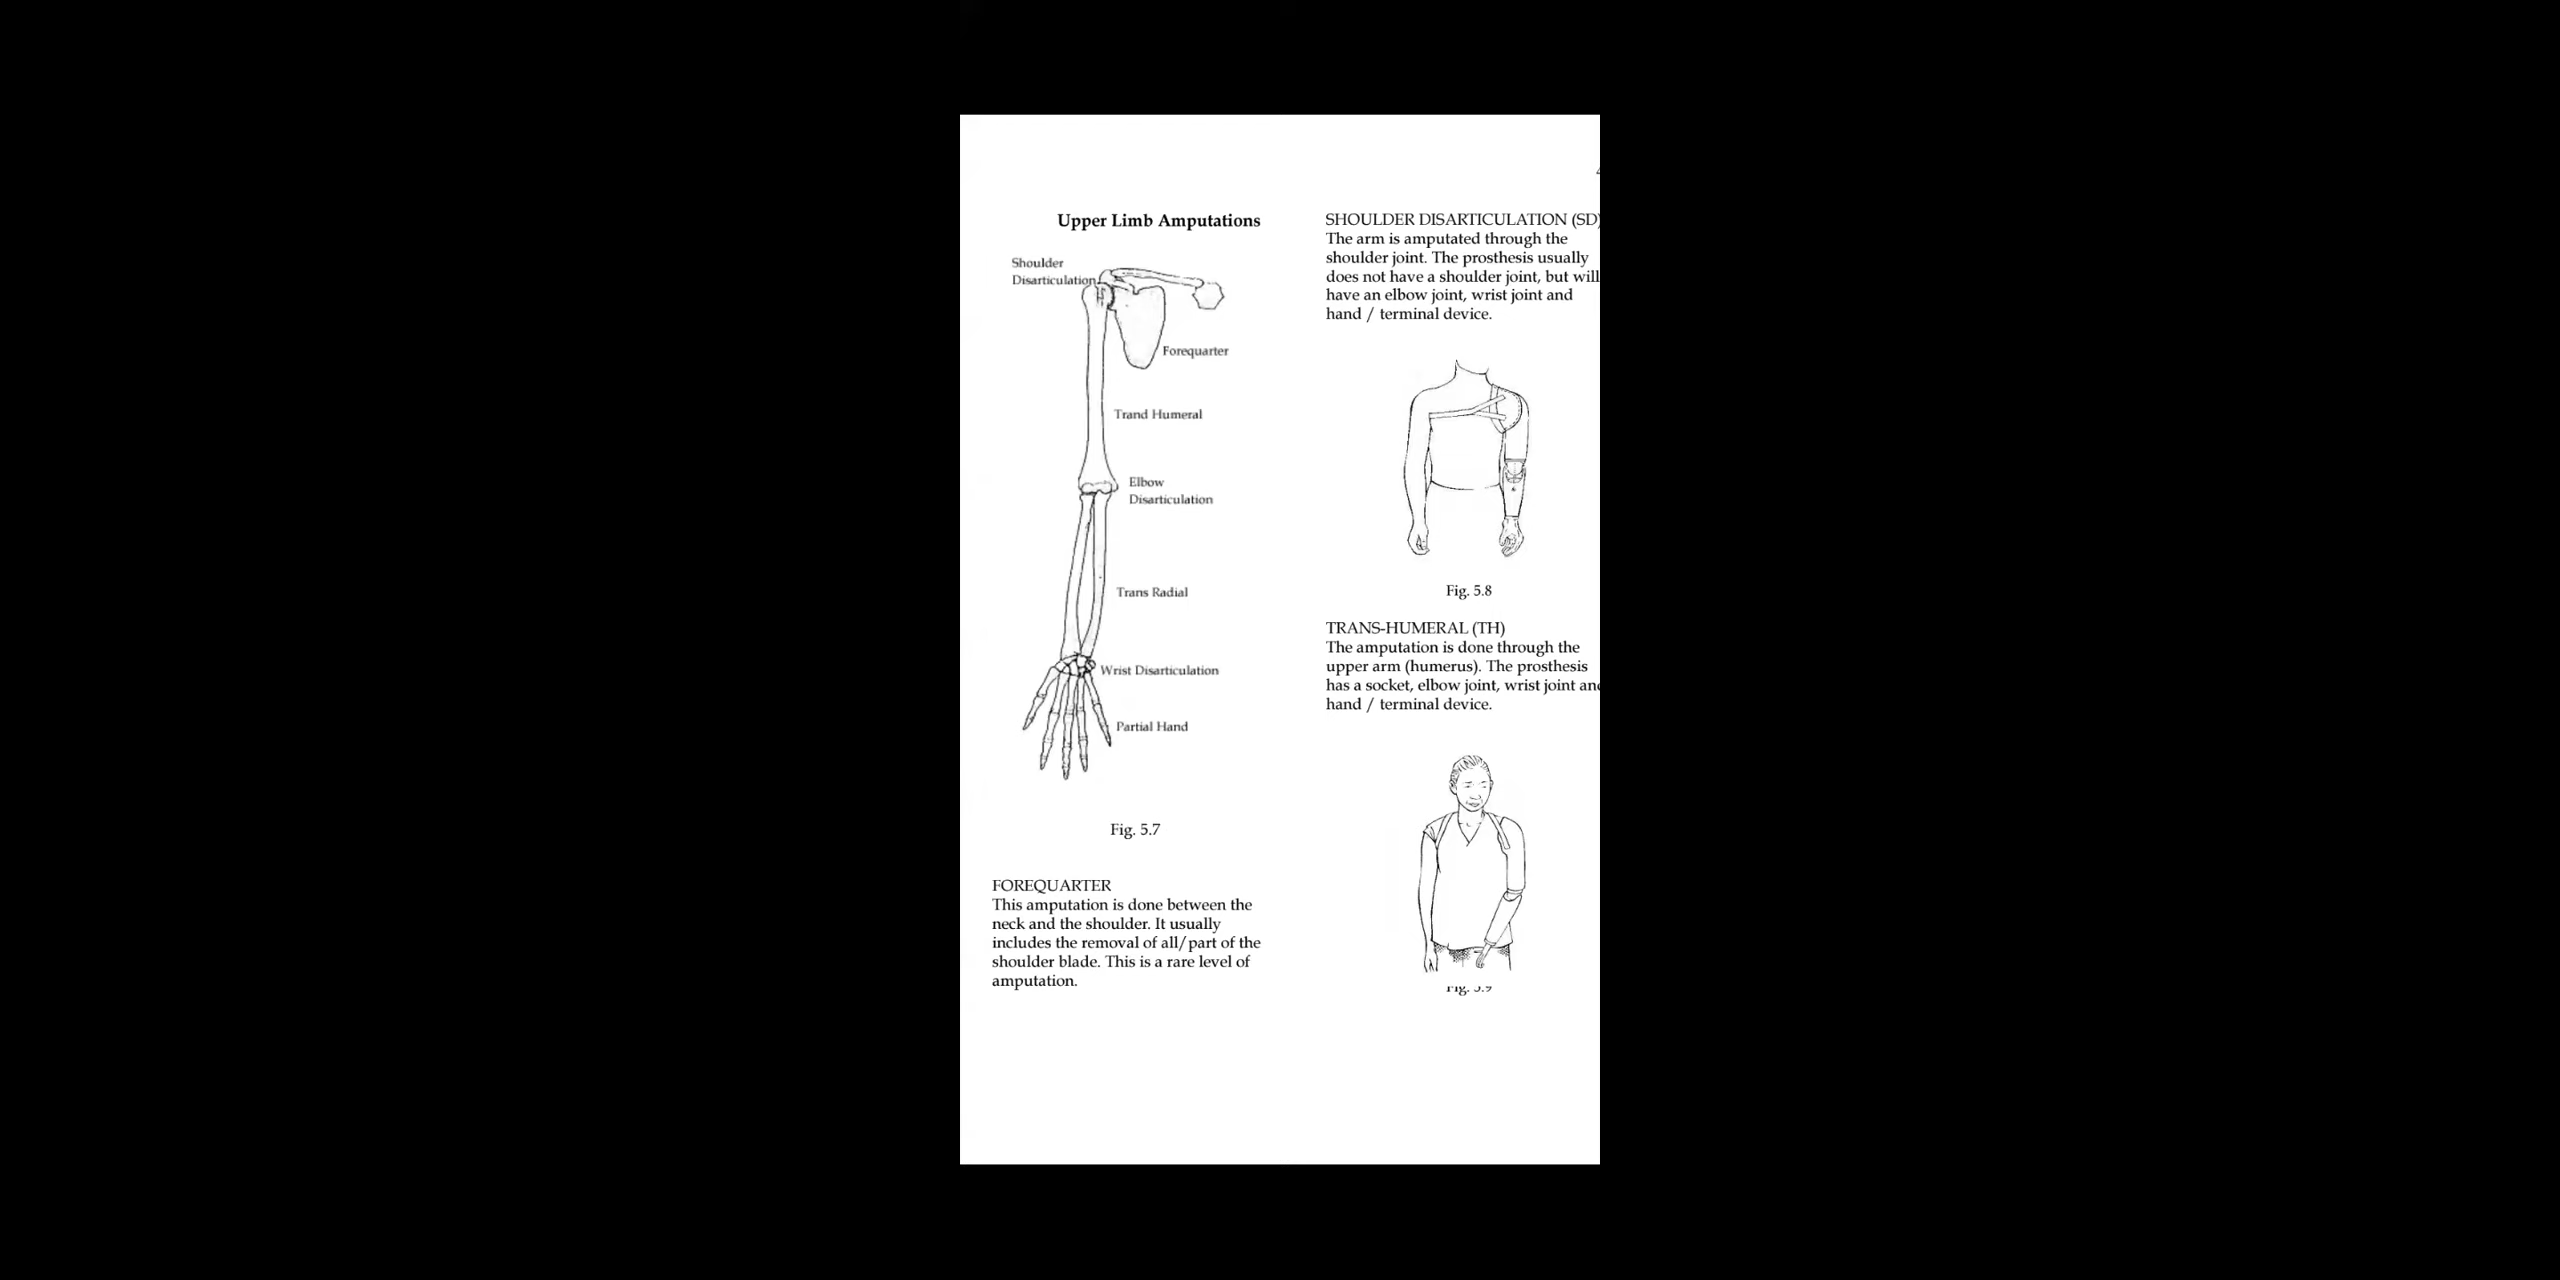 Upper Limb Amputations
Shoulder
Disarticulation
Forequarter
Trand Humeral
Elbow
Disarticulation
Trans Radial
Wrist Disarticulation
Partial Hand
Fig. 5.7
FOREQUARTER
This amputation is done between the
neck and the shoulder. It usually
includes the removal of all/part of the
shoulder blade. This is a rare level of
amputation.
SHOULDER DISARTICULATION (SD)
The arm is amputated through the
shoulder joint. The prosthesis usually
does not have a shoulder joint, but will
have an elbow joint, wrist joint and
hand / terminal device.
Fig. 5.8
TRANS-HUMERAL (TH)
The amputation is done through the
upper arm (humerus). The prosthesis
has a socket, elbow joint, wrist joint and
hand / terminal device.
Fig. 5.9